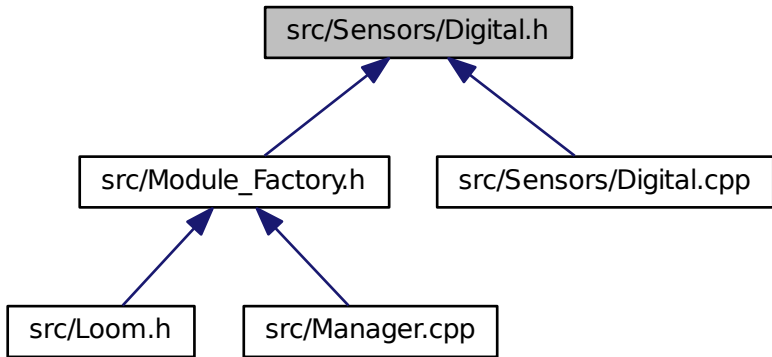 src/Sensors/Digital.h
src/Module_Factory.h
src/Sensors/Digital.cpp
src/Loom.h
src/Manager.cpp